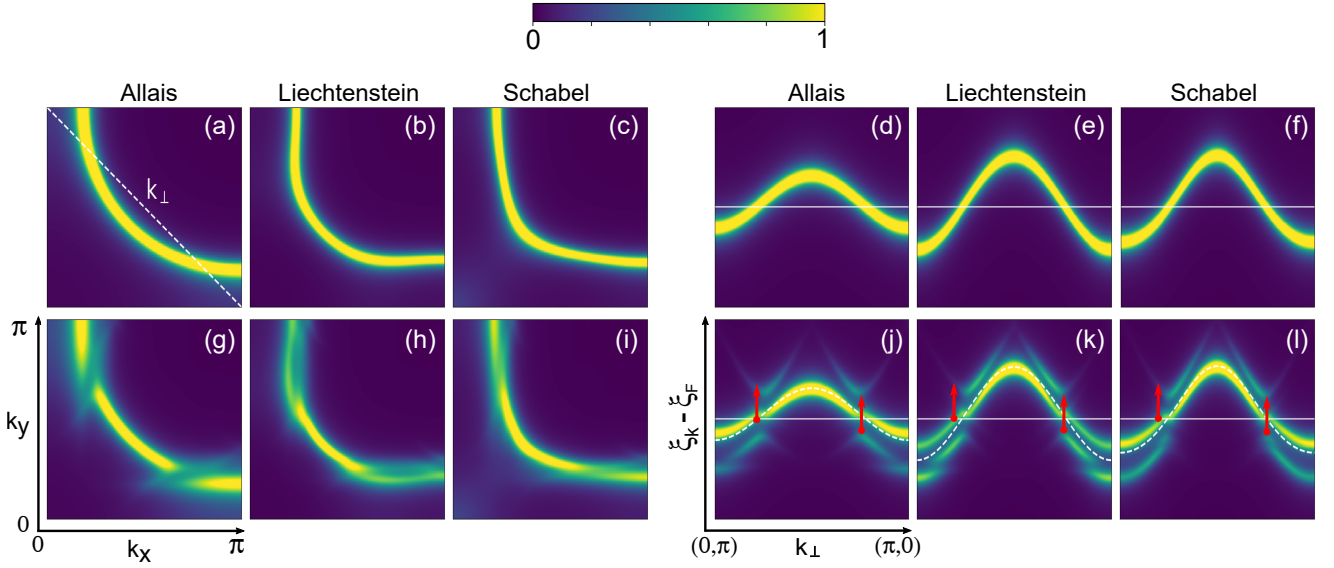 0 1
Allais Liechtenstein Schabel Allais Liechtenstein Schabel
(a) (b) (c) (d) (e) (f)
k⊥
π (g) (h) (i) (j) (k) (l)
ky
ξk - ξF
0
0 kx π (0,π) k⊥ (π,0)